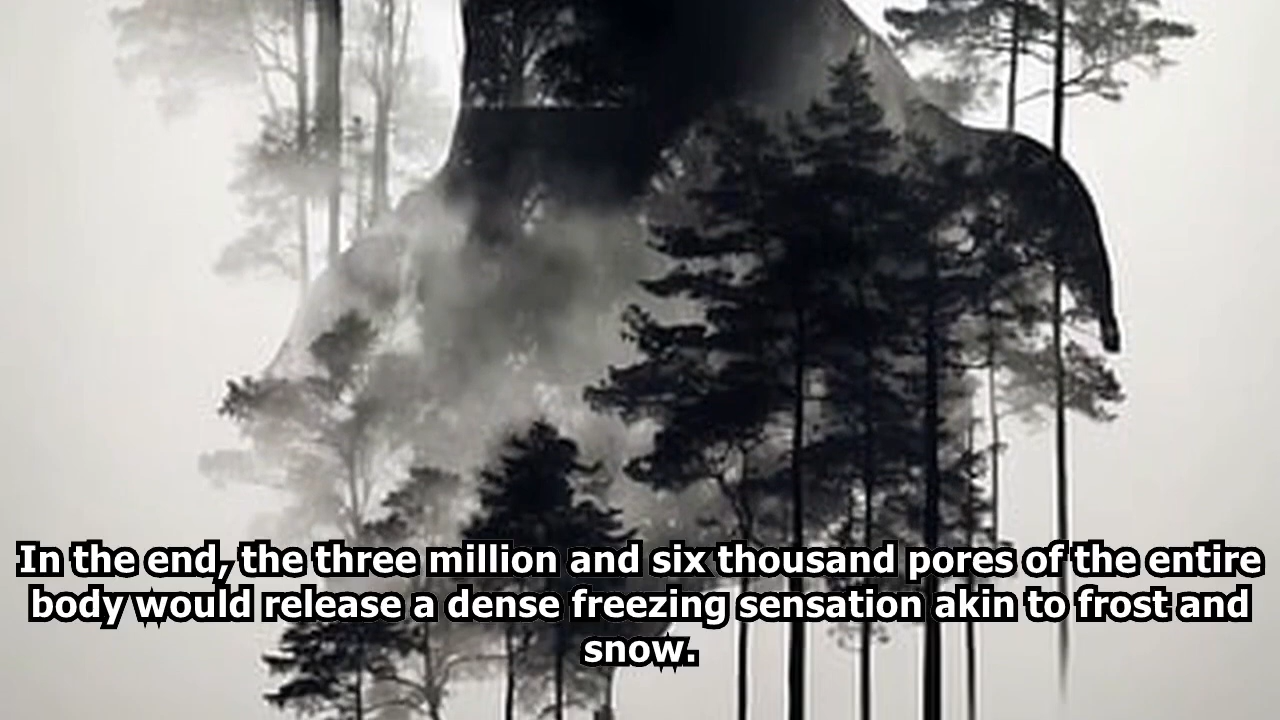 In the end, the three million and six thousand pores of the entire
body would release a dense freezing sensation akin to frost and
snow.